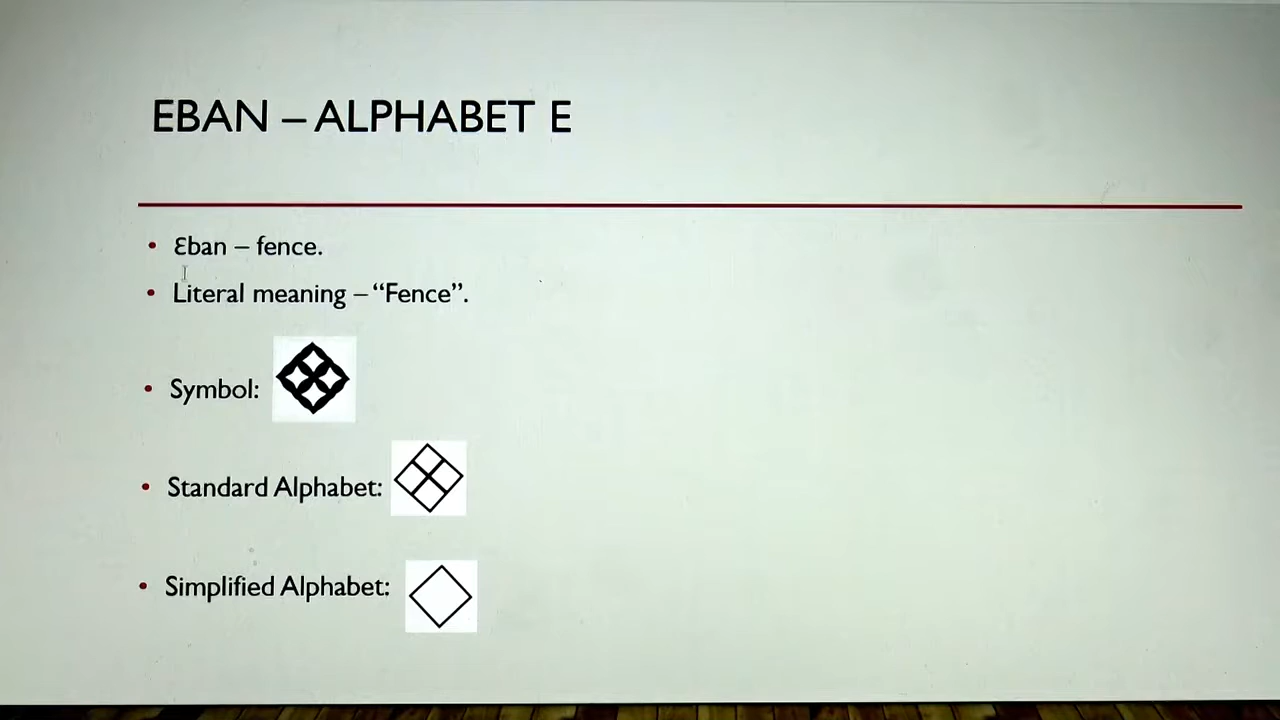 EBAN – ALPHABET E
• Ɛban – fence.
• Literal meaning – “Fence”.
• Symbol:
• Standard Alphabet:
• Simplified Alphabet: